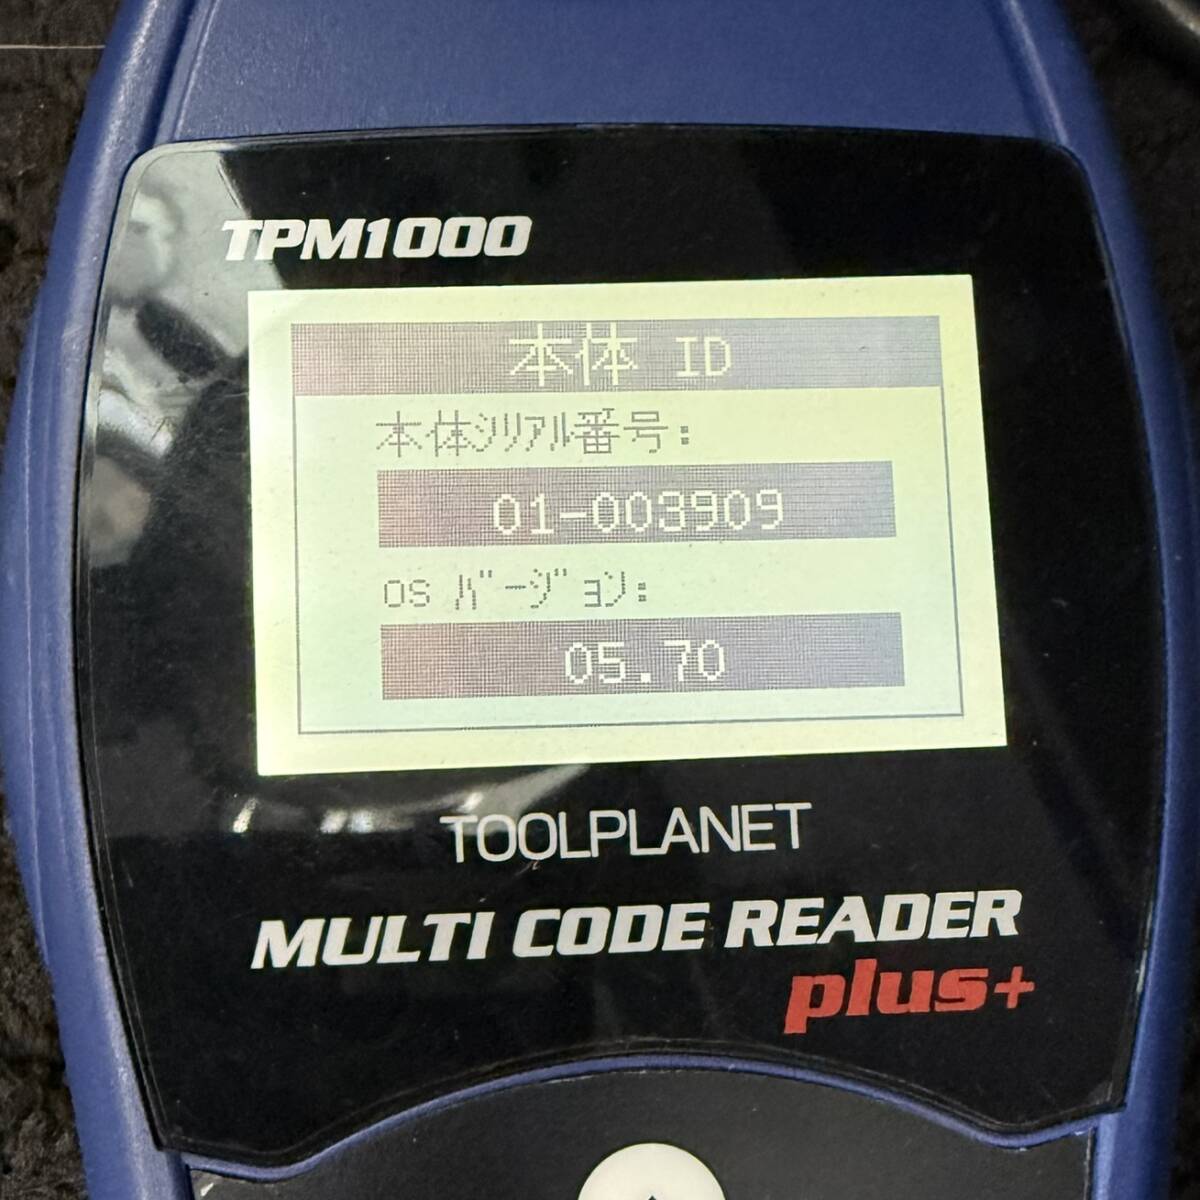 TPM1000
本体 ID
本体ｼﾘｱﾙ番号:
01-003909
OS ﾊﾞｰｼﾞｮﾝ:
05.70
TOOLPLANET
MULTI CODE READER
plus+